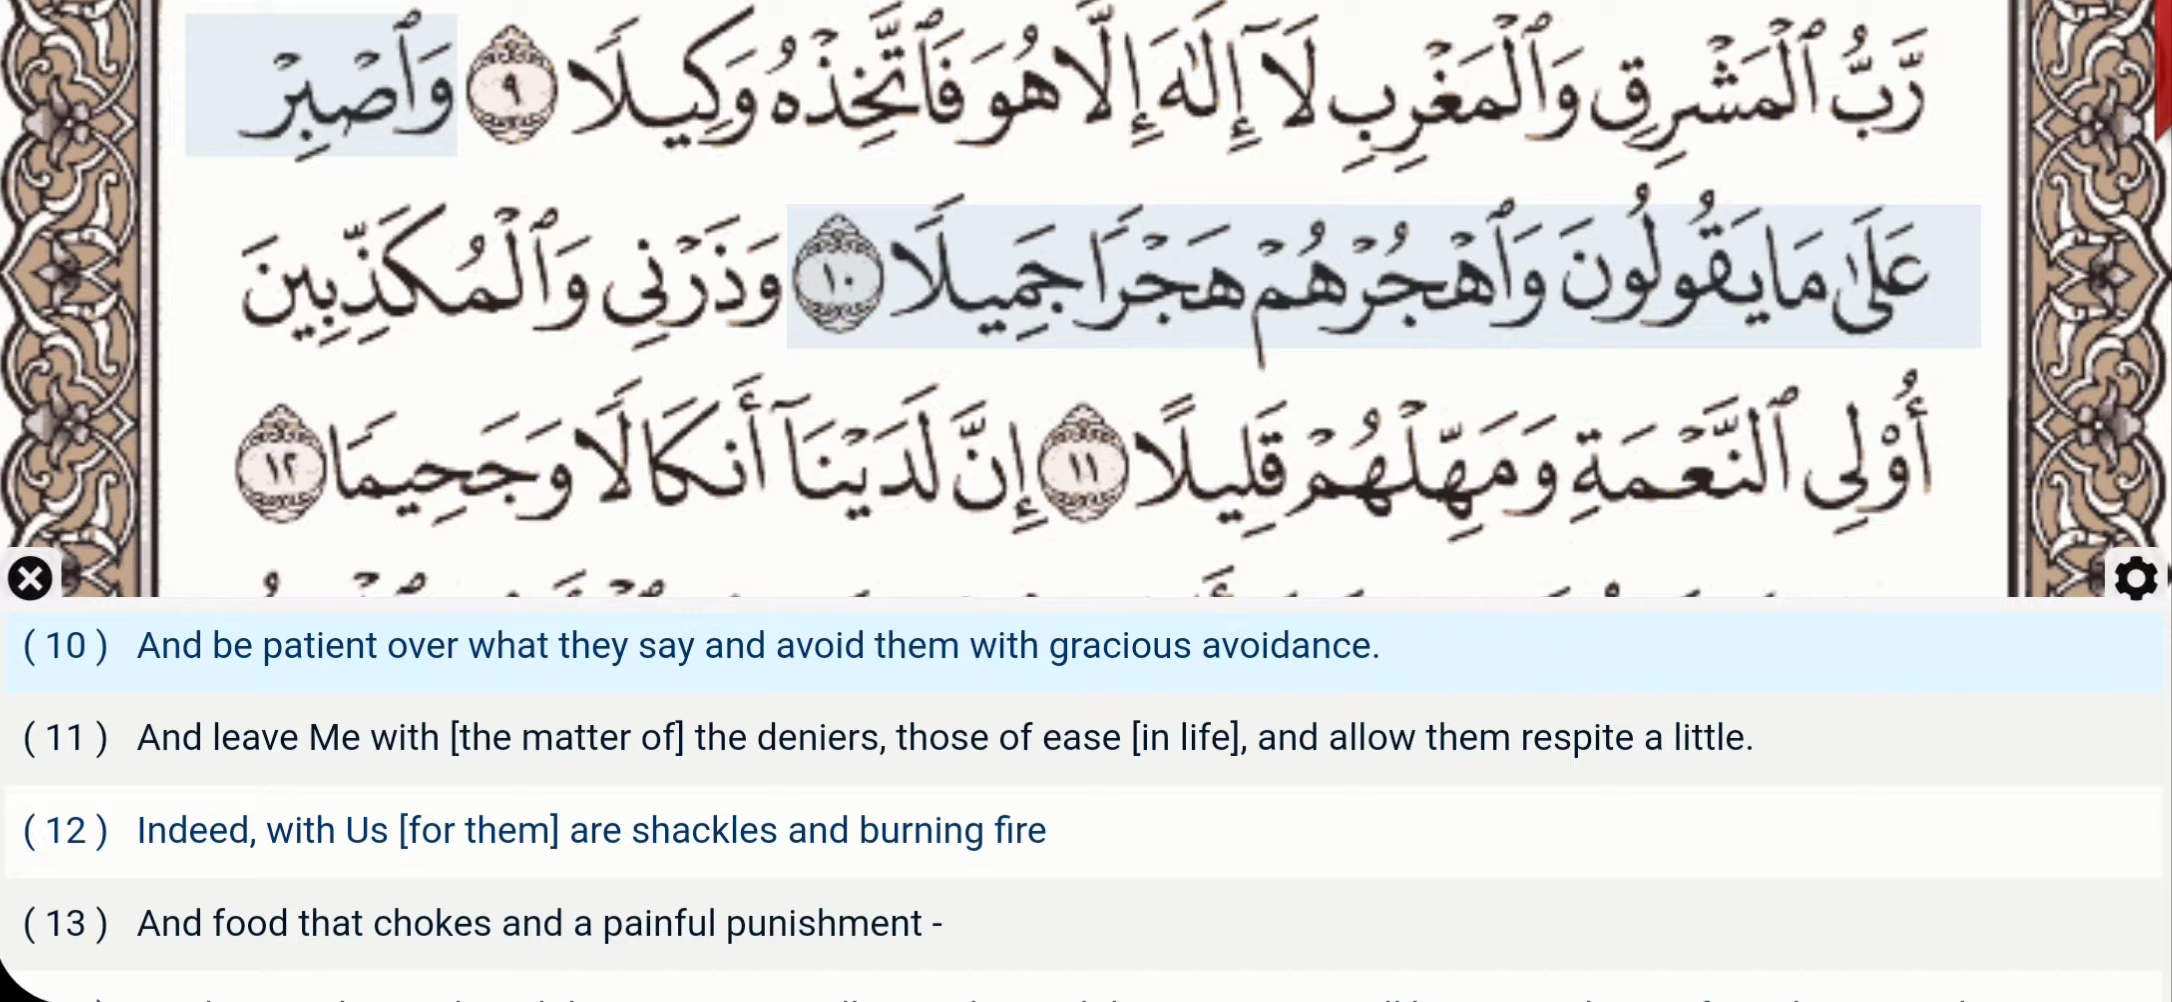 رَّبُّ ٱلْمَشْرِقِ وَٱلْمَغْرِبِ لَآ إِلَٰهَ إِلَّا هُوَ فَٱتَّخِذْهُ وَكِيلًا ٩ وَٱصْبِرْ
عَلَىٰ مَا يَقُولُونَ وَٱهْجُرْهُمْ هَجْرًا جَمِيلًا ١٠ وَذَرْنِى وَٱلْمُكَذِّبِينَ
أُو۟لِى ٱلنَّعْمَةِ وَمَهِّلْهُمْ قَلِيلًا ١١ إِنَّ لَدَيْنَآ أَنكَالًا وَجَحِيمًا ١٢
( 10 ) And be patient over what they say and avoid them with gracious avoidance.
( 11 ) And leave Me with [the matter of] the deniers, those of ease [in life], and allow them respite a little.
( 12 ) Indeed, with Us [for them] are shackles and burning fire
( 13 ) And food that chokes and a painful punishment -